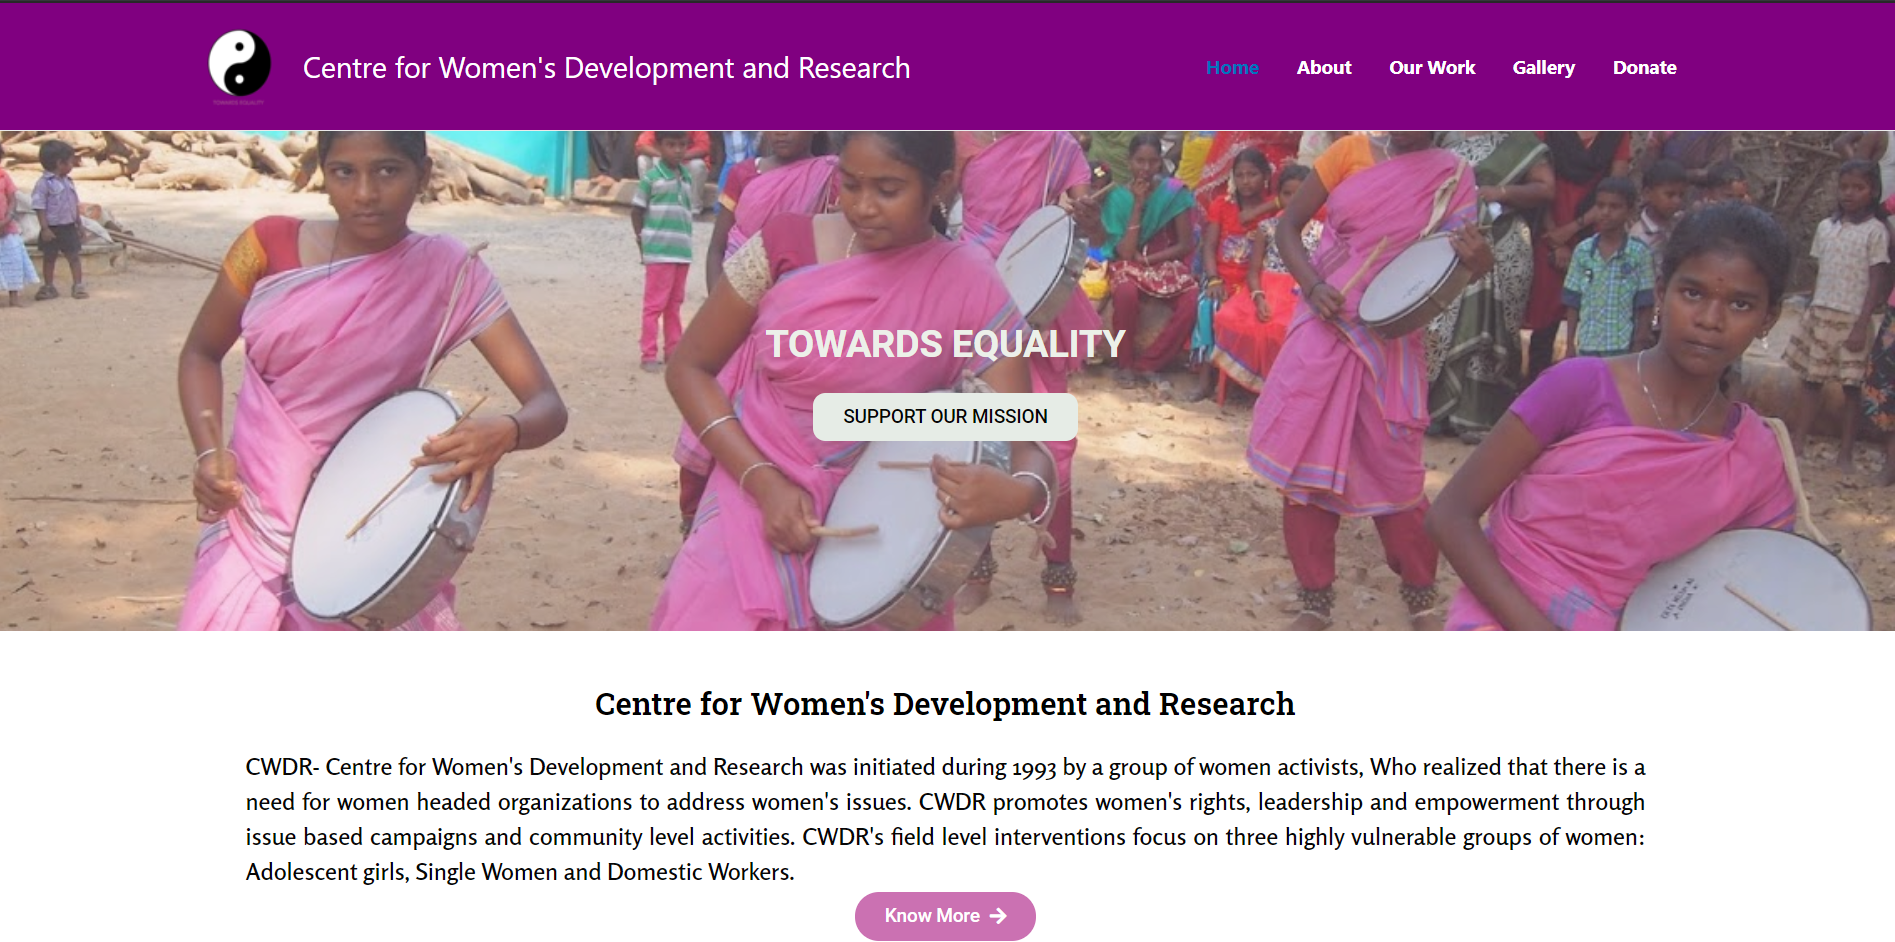 TOWARDS EQUALITY
Centre for Women's Development and Research
Home
About
Our Work
Gallery
Donate
TOWARDS EQUALITY
SUPPORT OUR MISSION
Centre for Women's Development and Research
CWDR- Centre for Women's Development and Research was initiated during 1993 by a group of women activists, Who realized that there is a
need for women headed organizations to address women's issues. CWDR promotes women's rights, leadership and empowerment through
issue based campaigns and community level activities. CWDR's field level interventions focus on three highly vulnerable groups of women:
Adolescent girls, Single Women and Domestic Workers.
Know More